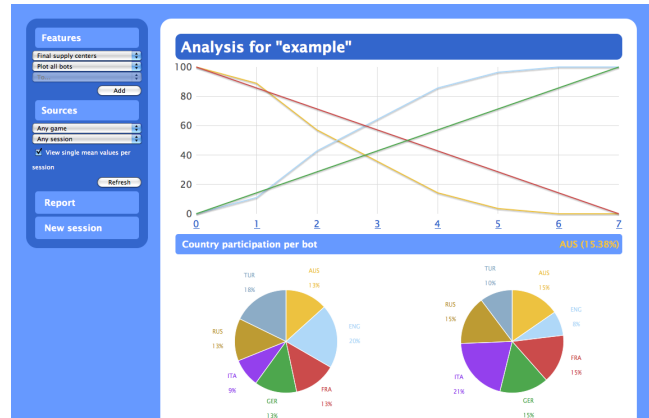 Features
Final supply centers
Plot all bots
To...
Add
Sources
Any game
Any session
View single mean values per
session
Refresh
Report
New session
Analysis for "example"
100
80
60
40
20
0
0 1 2 3 4 5 6 7
Country participation per bot
AUS (15.38%)
TUR
18%
AUS
13%
ENG
20%
FRA
13%
GER
13%
ITA
9%
RUS
13%
TUR
10%
AUS
15%
ENG
8%
FRA
15%
GER
15%
ITA
21%
RUS
15%